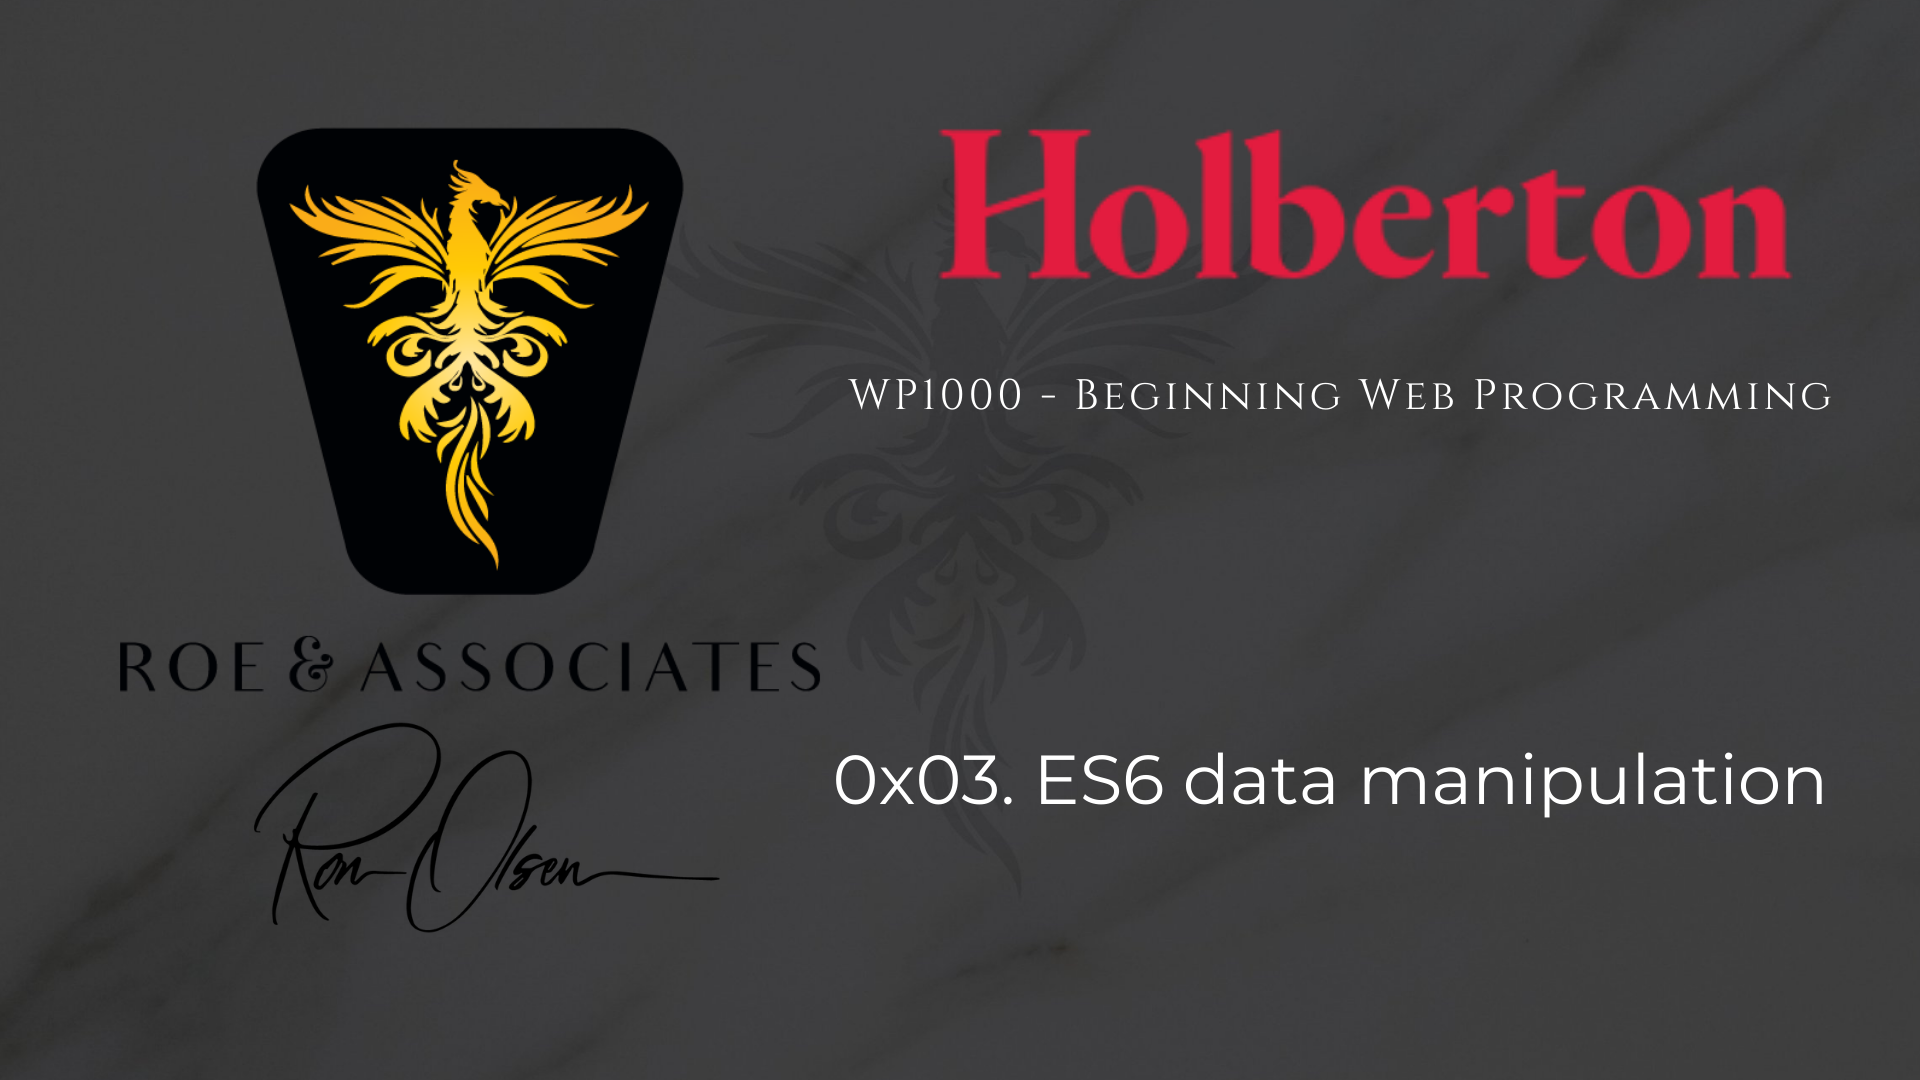 Holberton
WP1000 - Beginning Web Programming
ROE & ASSOCIATES
Ron Olsen
0x03. ES6 data manipulation